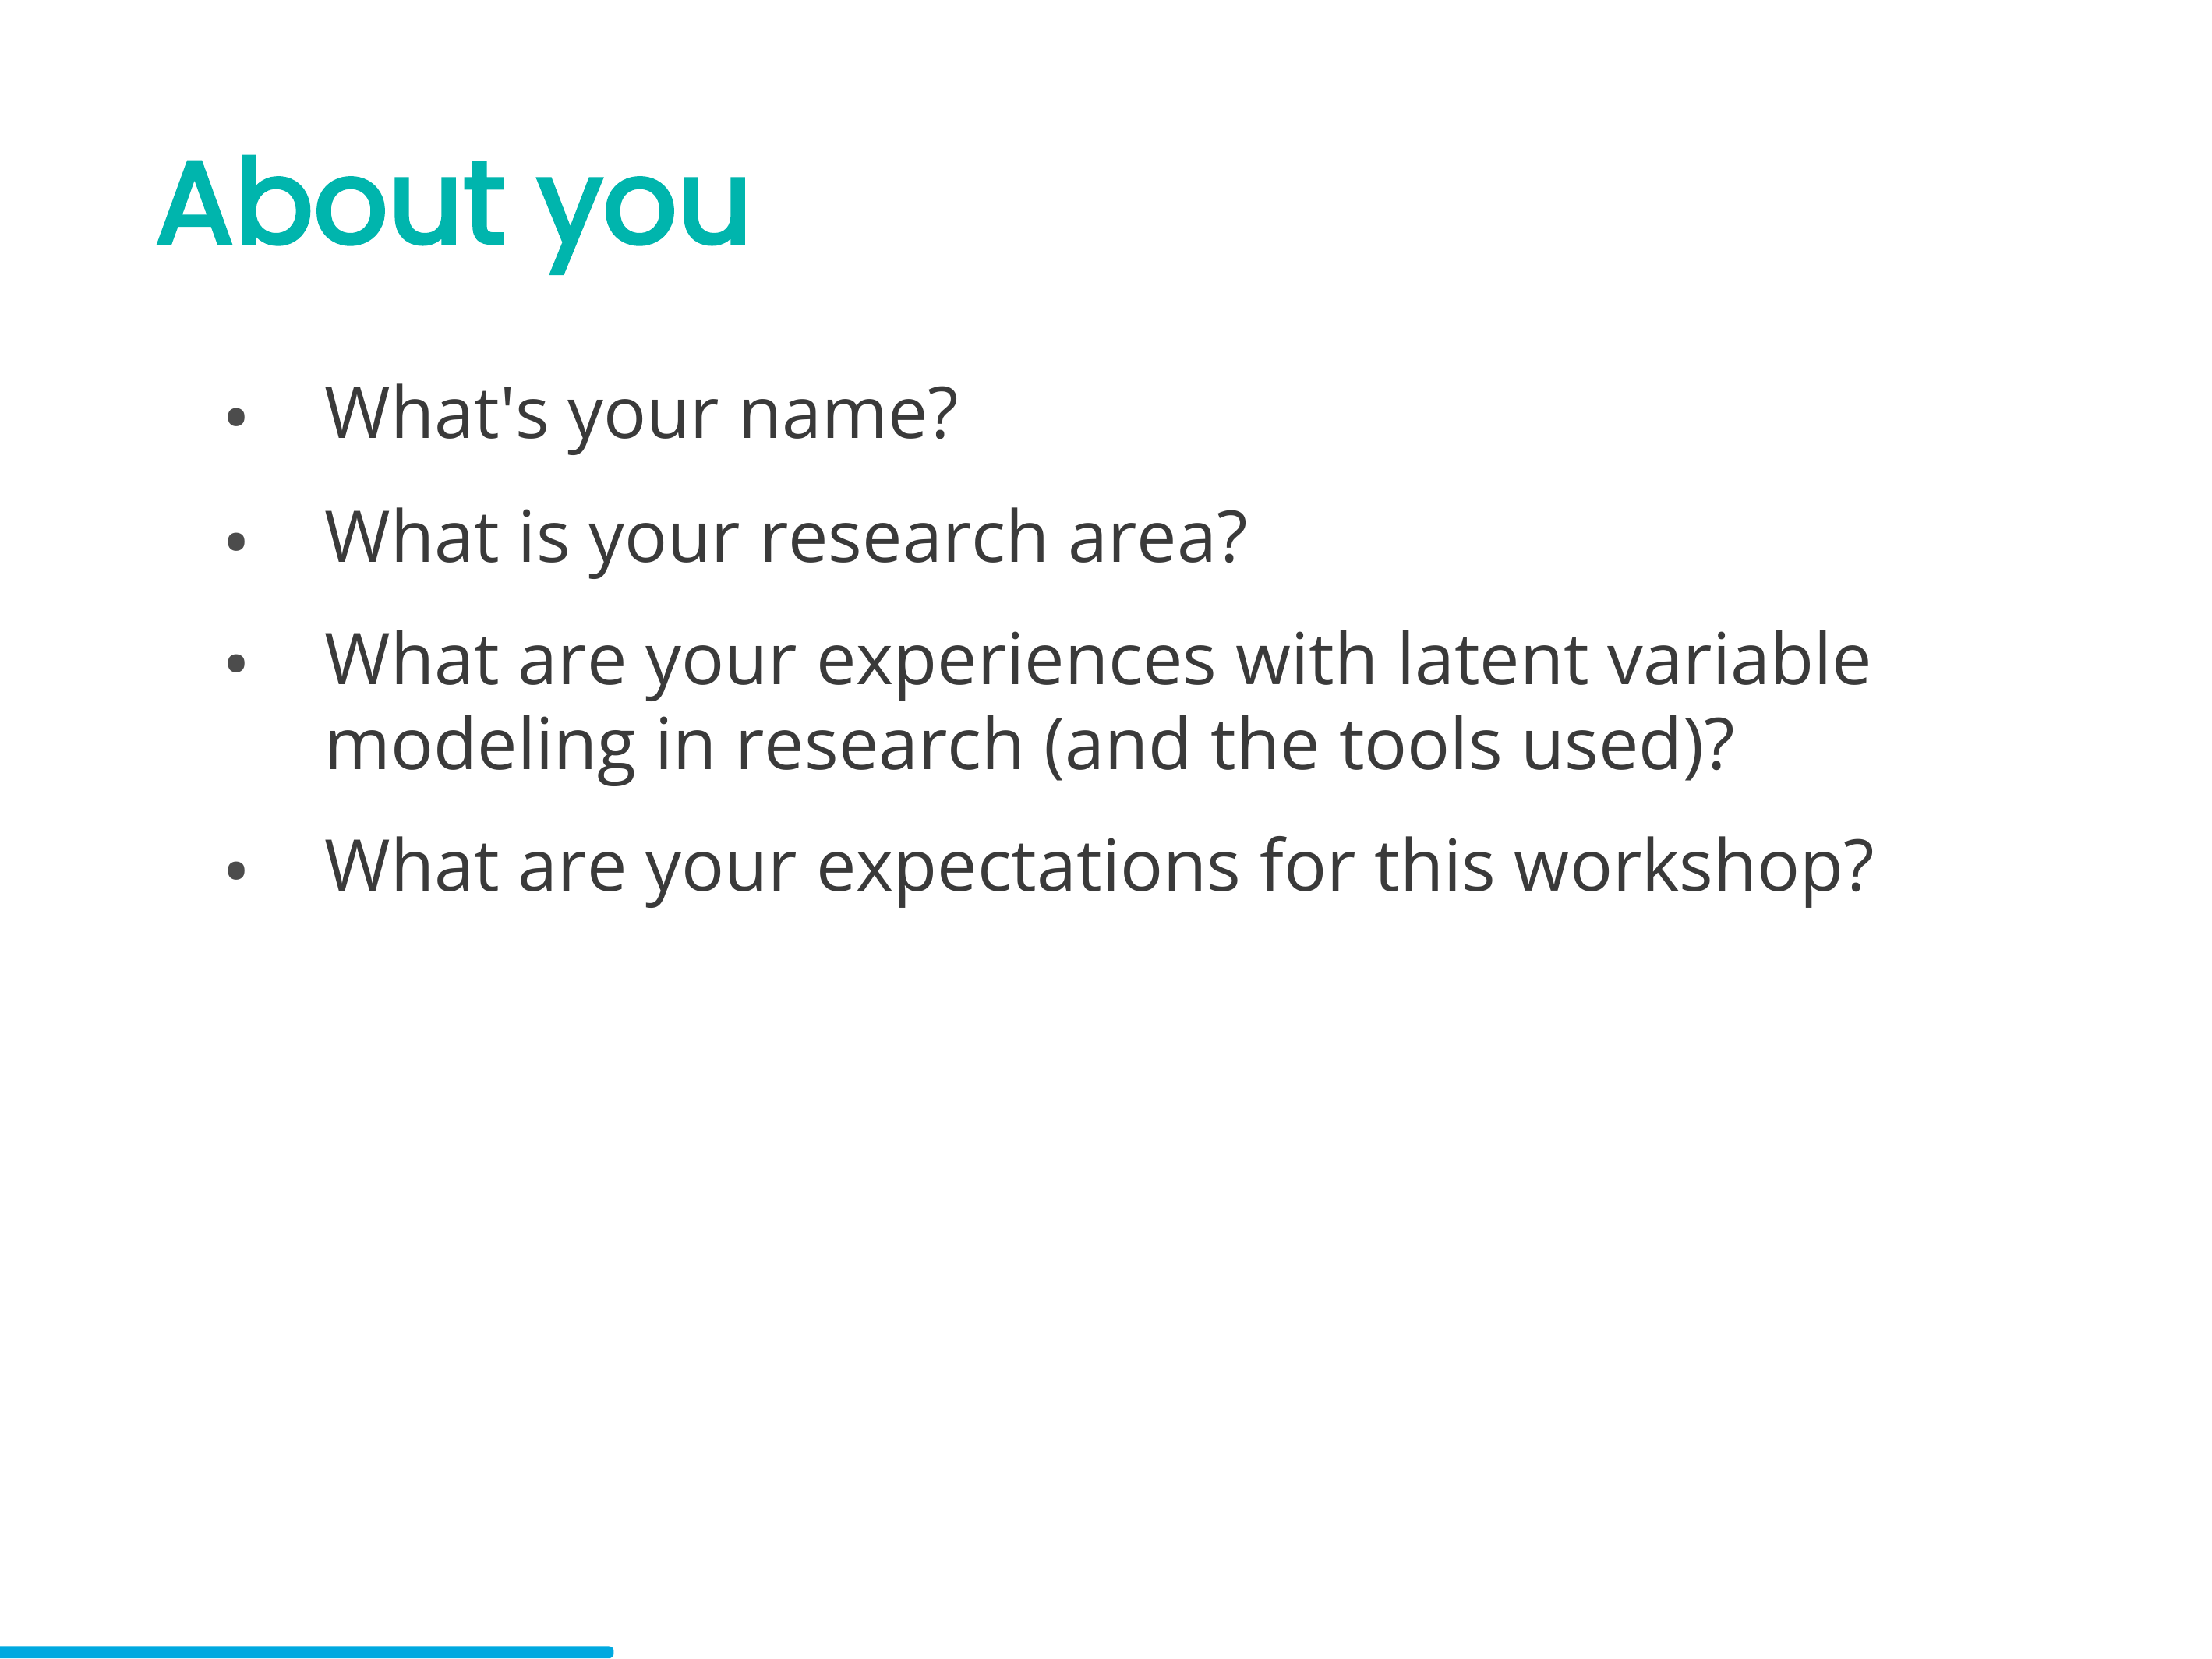 About you
• What's your name?
• What is your research area?
• What are your experiences with latent variable
modeling in research (and the tools used)?
• What are your expectations for this workshop?